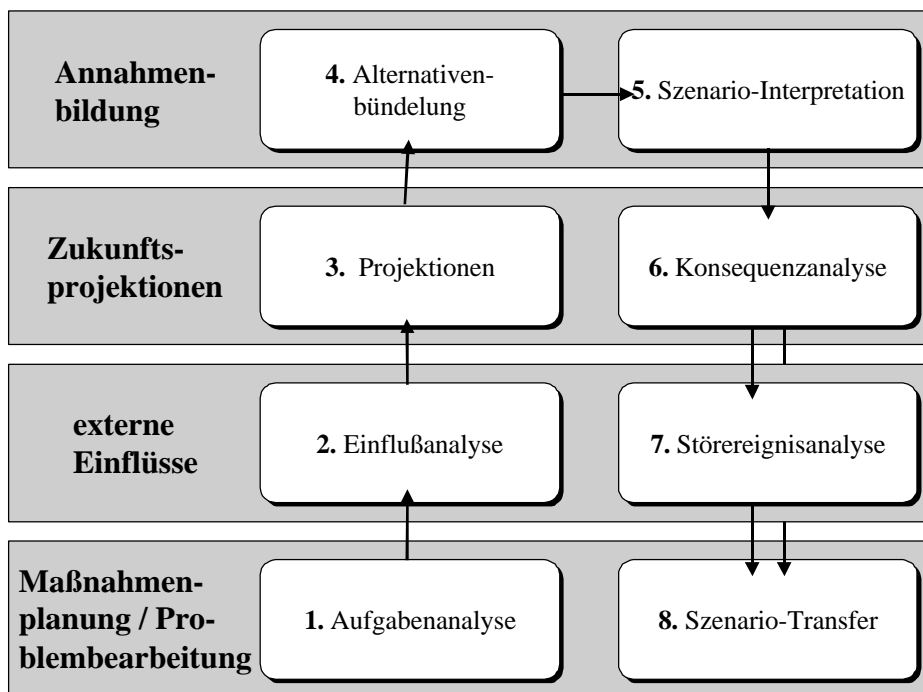 Annahmen-
bildung
4. Alternativen-
bündelung
5. Szenario-Interpretation
Zukunfts-
projektionen
3. Projektionen
6. Konsequenzanalyse
externe
Einflüsse
2. Einflußanalyse
7. Störereignisanalyse
Maßnahmen-
planung / Pro-
blembearbeitung
1. Aufgabenanalyse
8. Szenario-Transfer